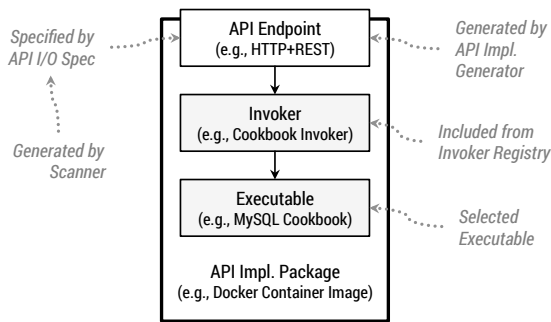 API Endpoint
(e.g., HTTP+REST)
Specified by
API I/O Spec
Generated by
API Impl.
Generator
Invoker
(e.g., Cookbook Invoker)
Generated by
Scanner
Included from
Invoker Registry
Executable
(e.g., MySQL Cookbook)
Selected
Executable
API Impl. Package
(e.g., Docker Container Image)